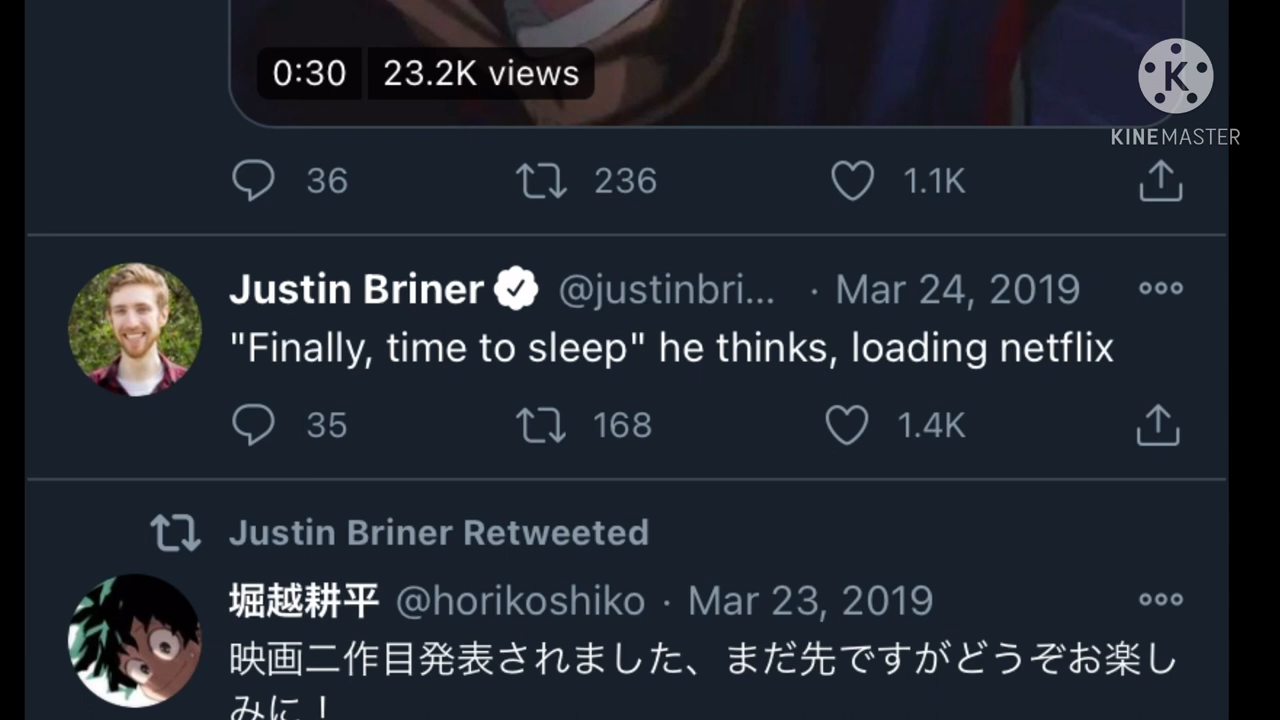 0:30 23.2K views
KINEMASTER
36 236 1.1K
Justin Briner @justinbri... · Mar 24, 2019
"Finally, time to sleep" he thinks, loading netflix
35 168 1.4K
Justin Briner Retweeted
堀越耕平 @horikoshiko · Mar 23, 2019
映画二作目発表されました、まだ先ですがどうぞお楽し
みに！